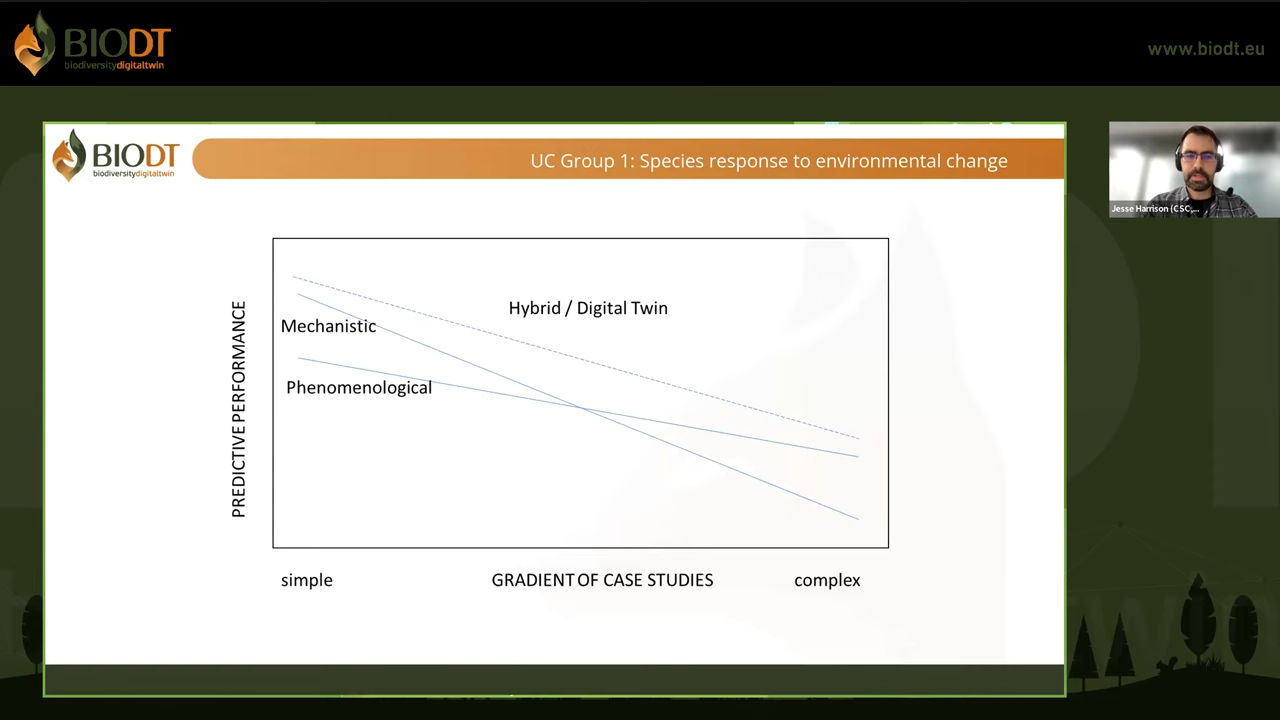 BIODT
biodiversitydigitaltwin
www.biodt.eu
BIODT
biodiversitydigitaltwin
UC Group 1: Species response to environmental change
Jesse Harrison (CSC,...
Hybrid / Digital Twin
Mechanistic
Phenomenological
PREDICTIVE PERFORMANCE
simple
GRADIENT OF CASE STUDIES
complex